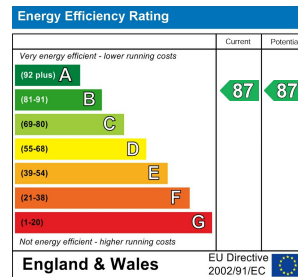 Energy Efficiency Rating
Current Potential
Very energy efficient - lower running costs
(92 plus) A
(81-91) B
87 87
(69-80) C
(55-68) D
(39-54) E
(21-38) F
(1-20) G
Not energy efficient - higher running costs
England & Wales
EU Directive
2002/91/EC